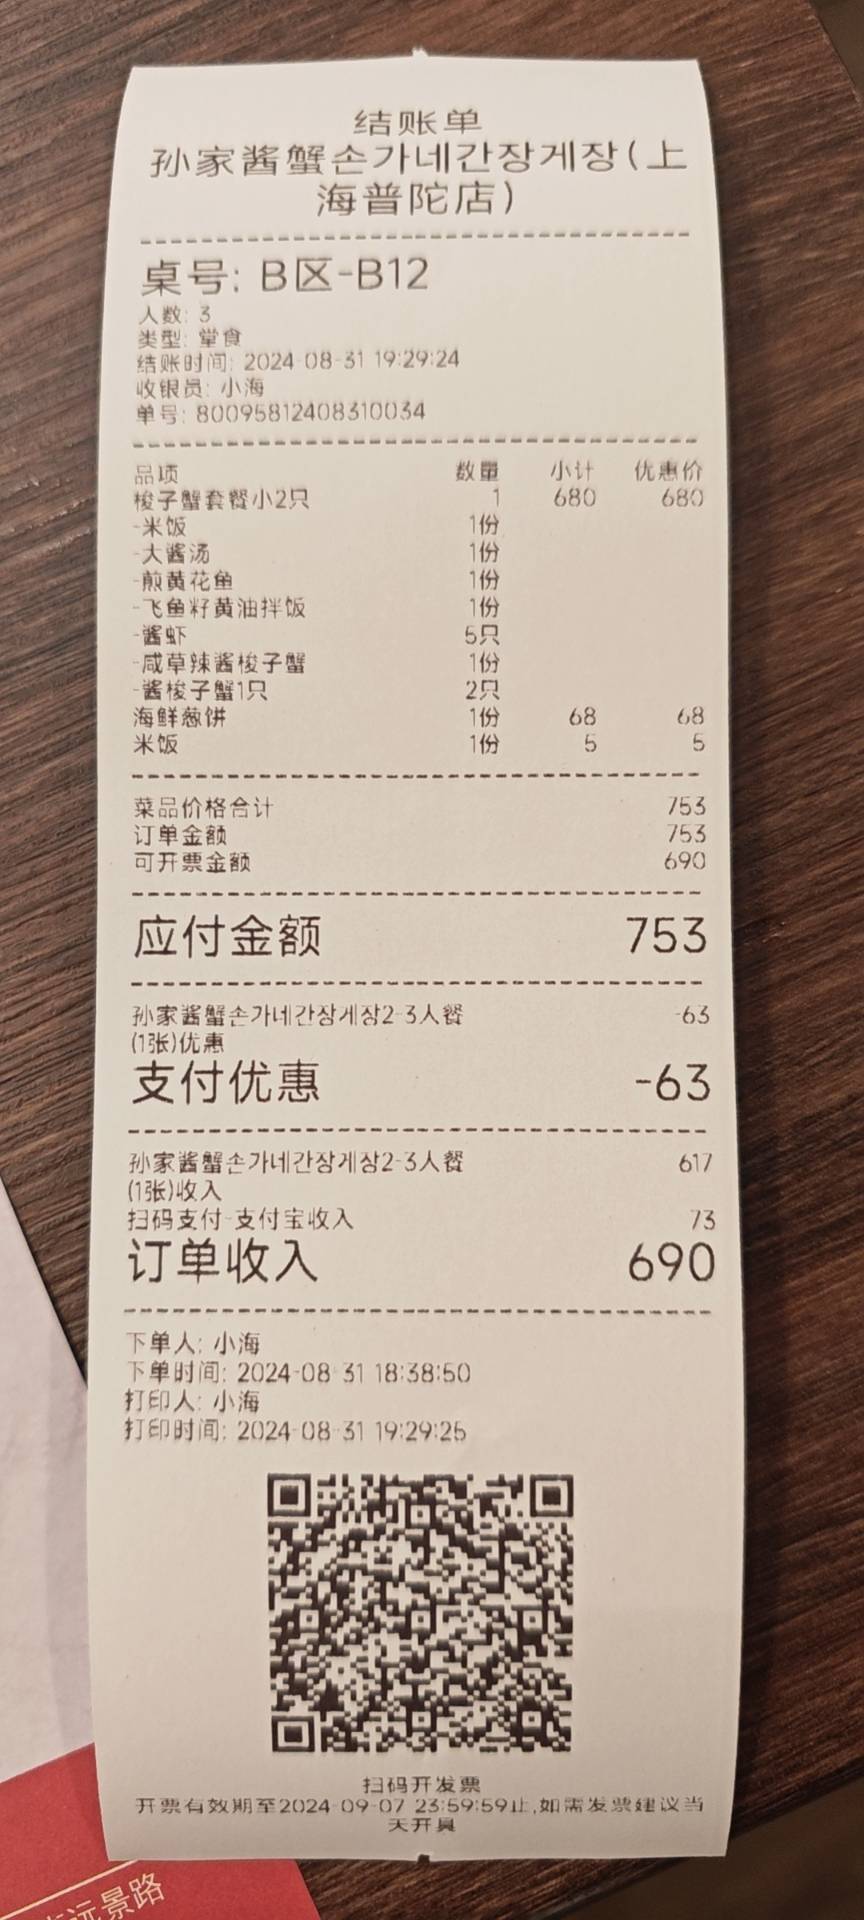 结账单
孙家酱蟹손가네간장게장(上
海普陀店)
桌号: B区-B12
人数: 3
类型: 堂食
结账时间: 2024-08-31 19:29:24
收银员: 小海
单号: 80095812408310034
品项 数量 小计 优惠价
梭子蟹套餐小2只 1 680 680
-米饭 1份
-大酱汤 1份
-煎黄花鱼 1份
-飞鱼籽黄油拌饭 1份
-酱虾 5只
-咸草辣酱梭子蟹 1份
-酱梭子蟹1只 2只
海鲜葱饼 1份 68 68
米饭 1份 5 5
菜品价格合计 753
订单金额 753
可开票金额 690
应付金额 753
孙家酱蟹손가네간장게장2-3人餐 -63
(1张)优惠
支付优惠 -63
孙家酱蟹손가네간장게장2-3人餐 617
(1张)收入
扫码支付-支付宝收入 73
订单收入 690
下单人: 小海
下单时间: 2024-08-31 18:38:50
打印人: 小海
打印时间: 2024-08-31 19:29:25
扫码开发票
开票有效期至2024-09-07 23:59:59止,如需发票建议当
天开具
远景路